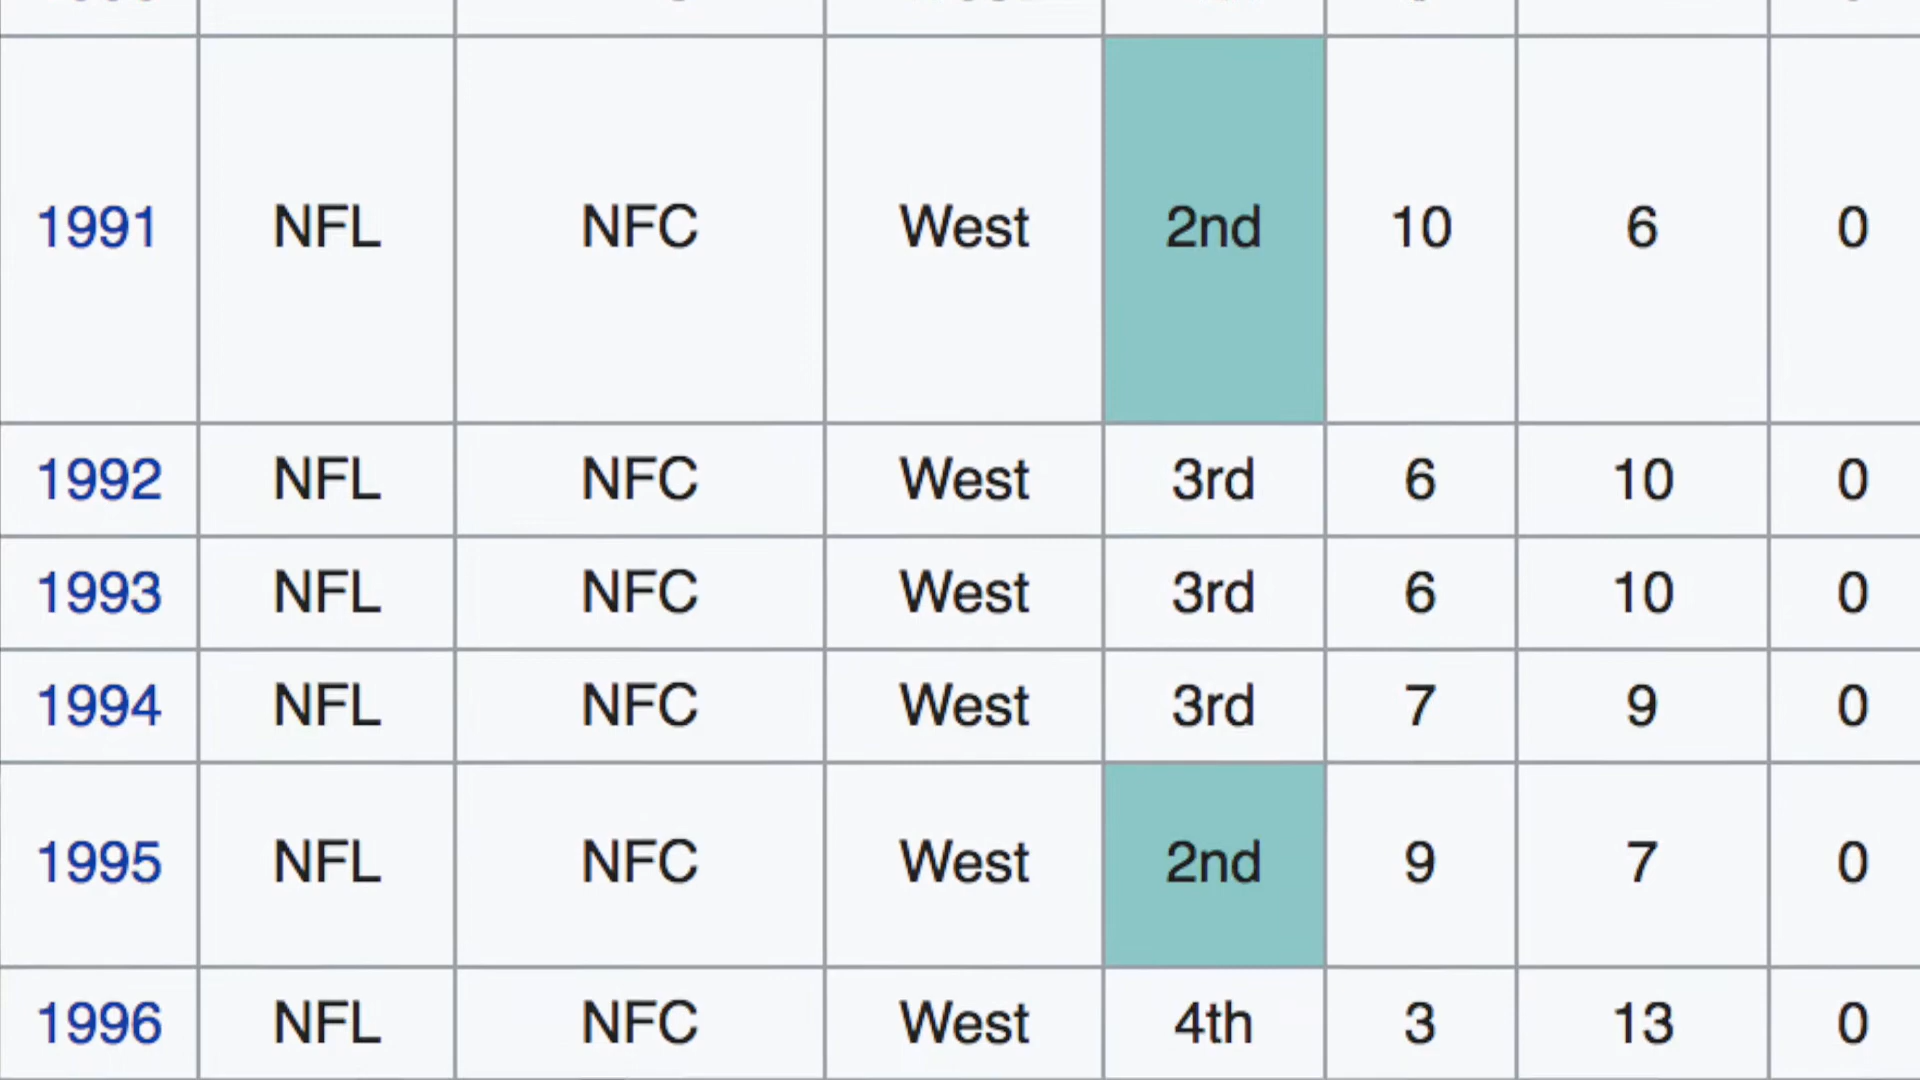 1991 NFL NFC West 2nd 10 6 0
1992 NFL NFC West 3rd 6 10 0
1993 NFL NFC West 3rd 6 10 0
1994 NFL NFC West 3rd 7 9 0
1995 NFL NFC West 2nd 9 7 0
1996 NFL NFC West 4th 3 13 0